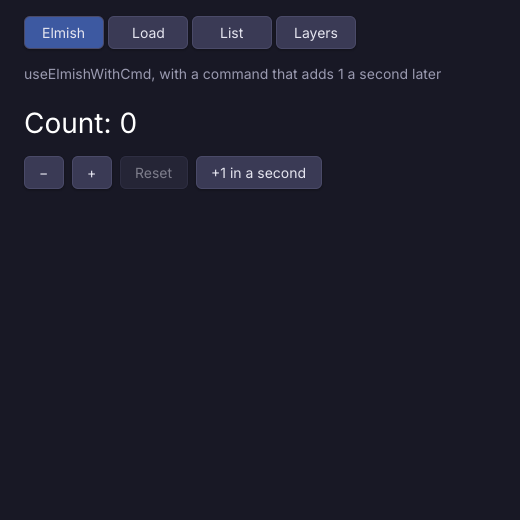 Elmish Load List Layers
useElmishWithCmd, with a command that adds 1 a second later
Count: 0
− + Reset +1 in a second